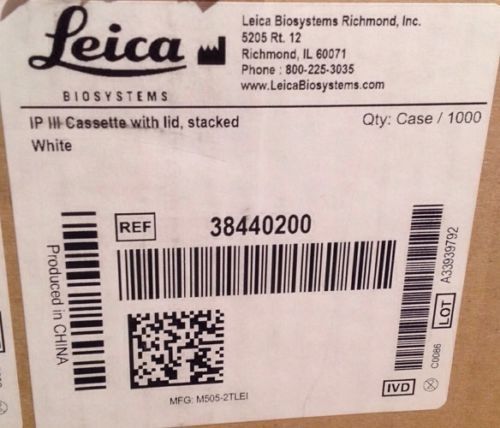 Leica
BIOSYSTEMS
Leica Biosystems Richmond, Inc.
5205 Rt. 12
Richmond, IL 60071
Phone : 800-225-3035
www.LeicaBiosystems.com
IP III Cassette with lid, stacked
White
Qty: Case / 1000
Produced in CHINA
REF
38440200
MFG: M505-2TLEI
LOT
A33939792
C0086
IVD